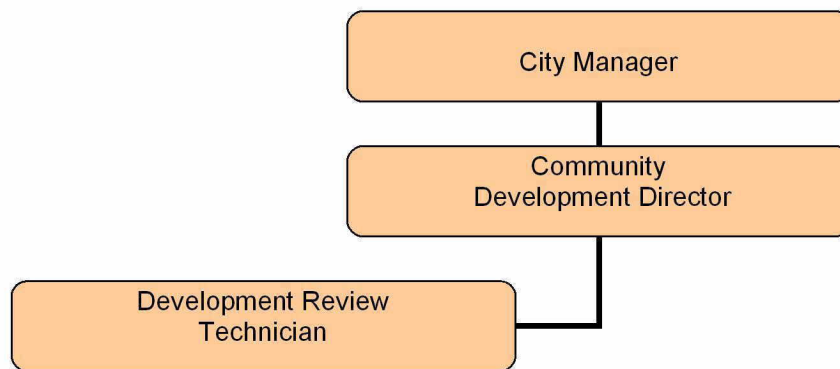 City Manager
Community
Development Director
Development Review
Technician